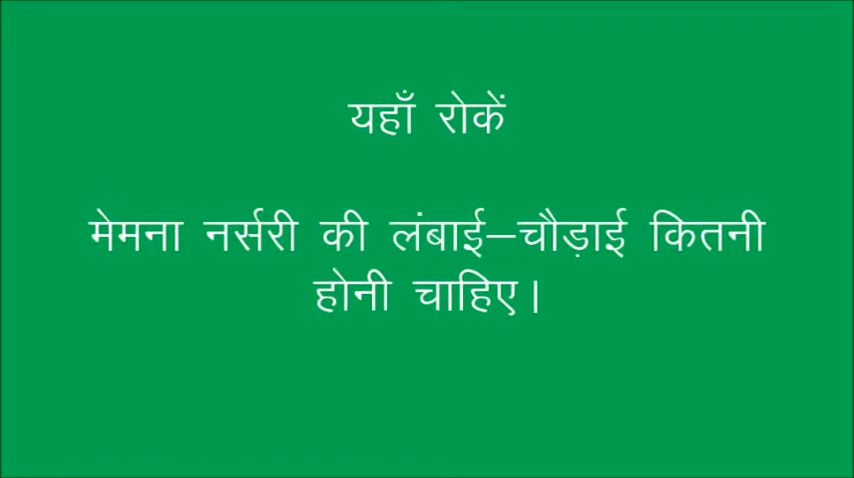 यहाँ रोकें
मेमना नर्सरी की लंबाई–चौड़ाई कितनी
होनी चाहिए।